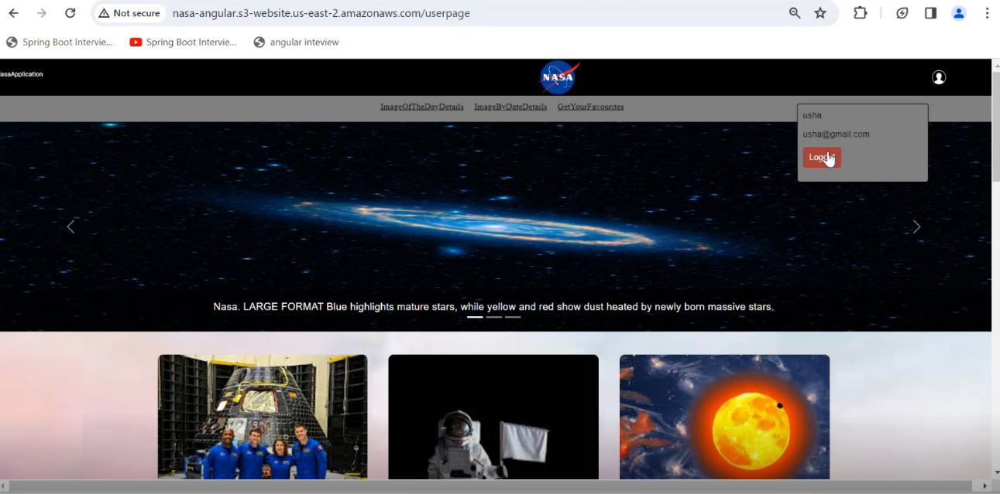 Not secure nasa-angular.s3-website.us-east-2.amazonaws.com/userpage
Spring Boot Intervie... Spring Boot Intervie... angular inteview
asaApplication
NASA
ImageOfTheDayDetails ImageByDateDetails GetYourFavourites
usha
usha@gmail.com
Nasa. LARGE FORMAT Blue highlights mature stars, while yellow and red show dust heated by newly born massive stars.